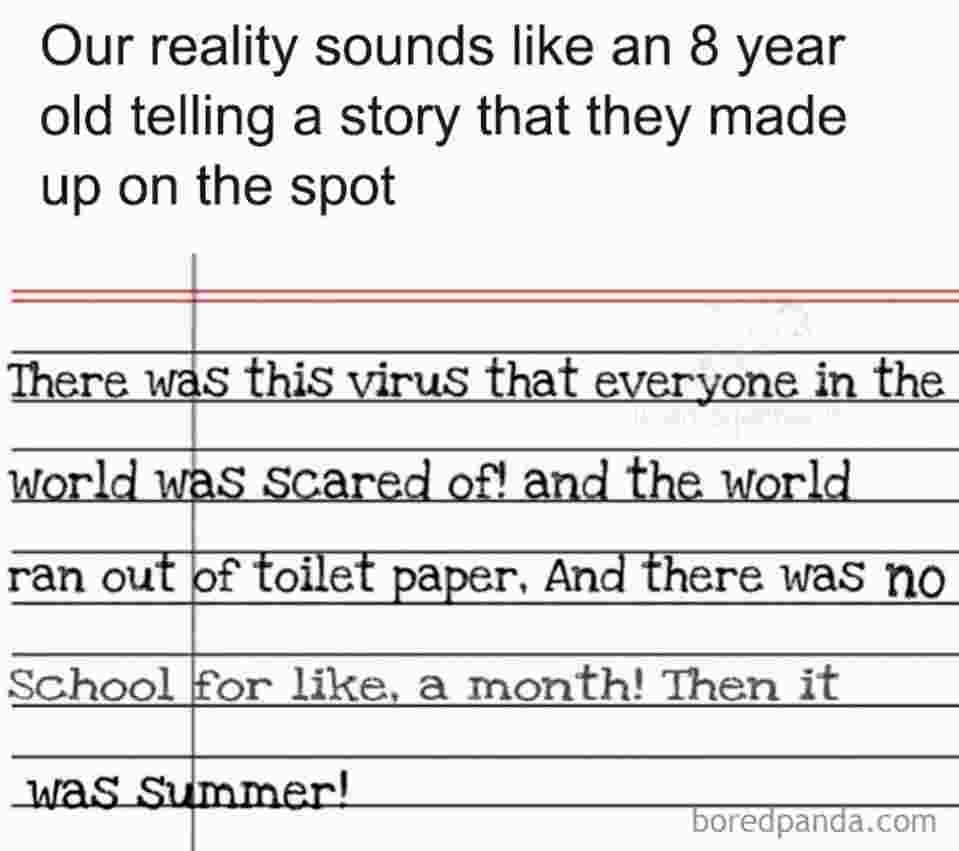 Our reality sounds like an 8 year
old telling a story that they made
up on the spot
There was this virus that everyone in the
world was scared of! and the world
ran out of toilet paper. And there was no
School for like, a month! Then it
was summer!
boredpanda.com